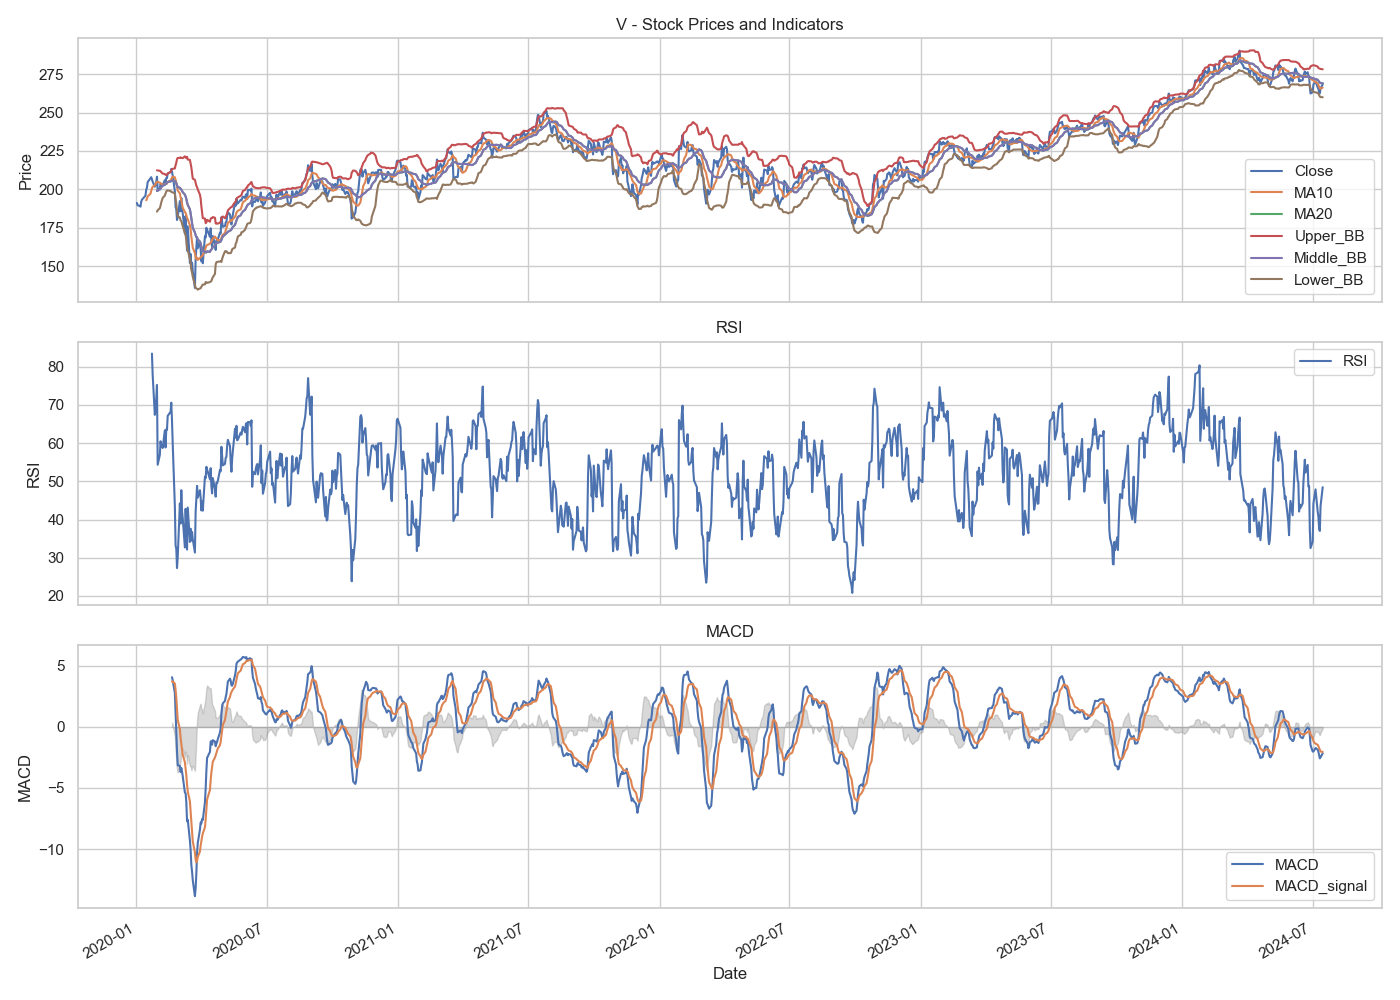 V - Stock Prices and Indicators
Price
275
250
225
200
175
150
Close
MA10
MA20
Upper_BB
Middle_BB
Lower_BB
RSI
RSI
80
70
60
50
40
30
20
RSI
MACD
MACD
5
0
−5
−10
MACD
MACD_signal
2020-01
2020-07
2021-01
2021-07
2022-01
2022-07
2023-01
2023-07
2024-01
2024-07
Date